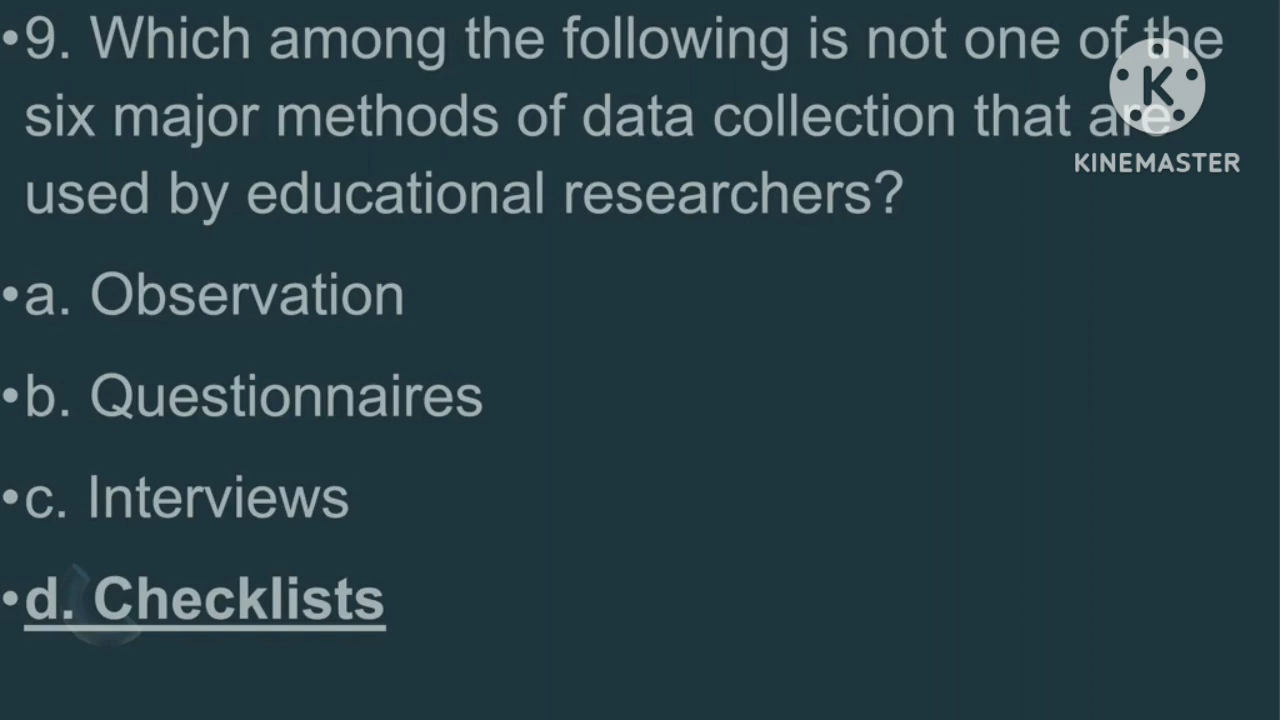 •9. Which among the following is not one of the
six major methods of data collection that are
used by educational researchers?
K
KINEMASTER
•a. Observation
•b. Questionnaires
•c. Interviews
•d. Checklists